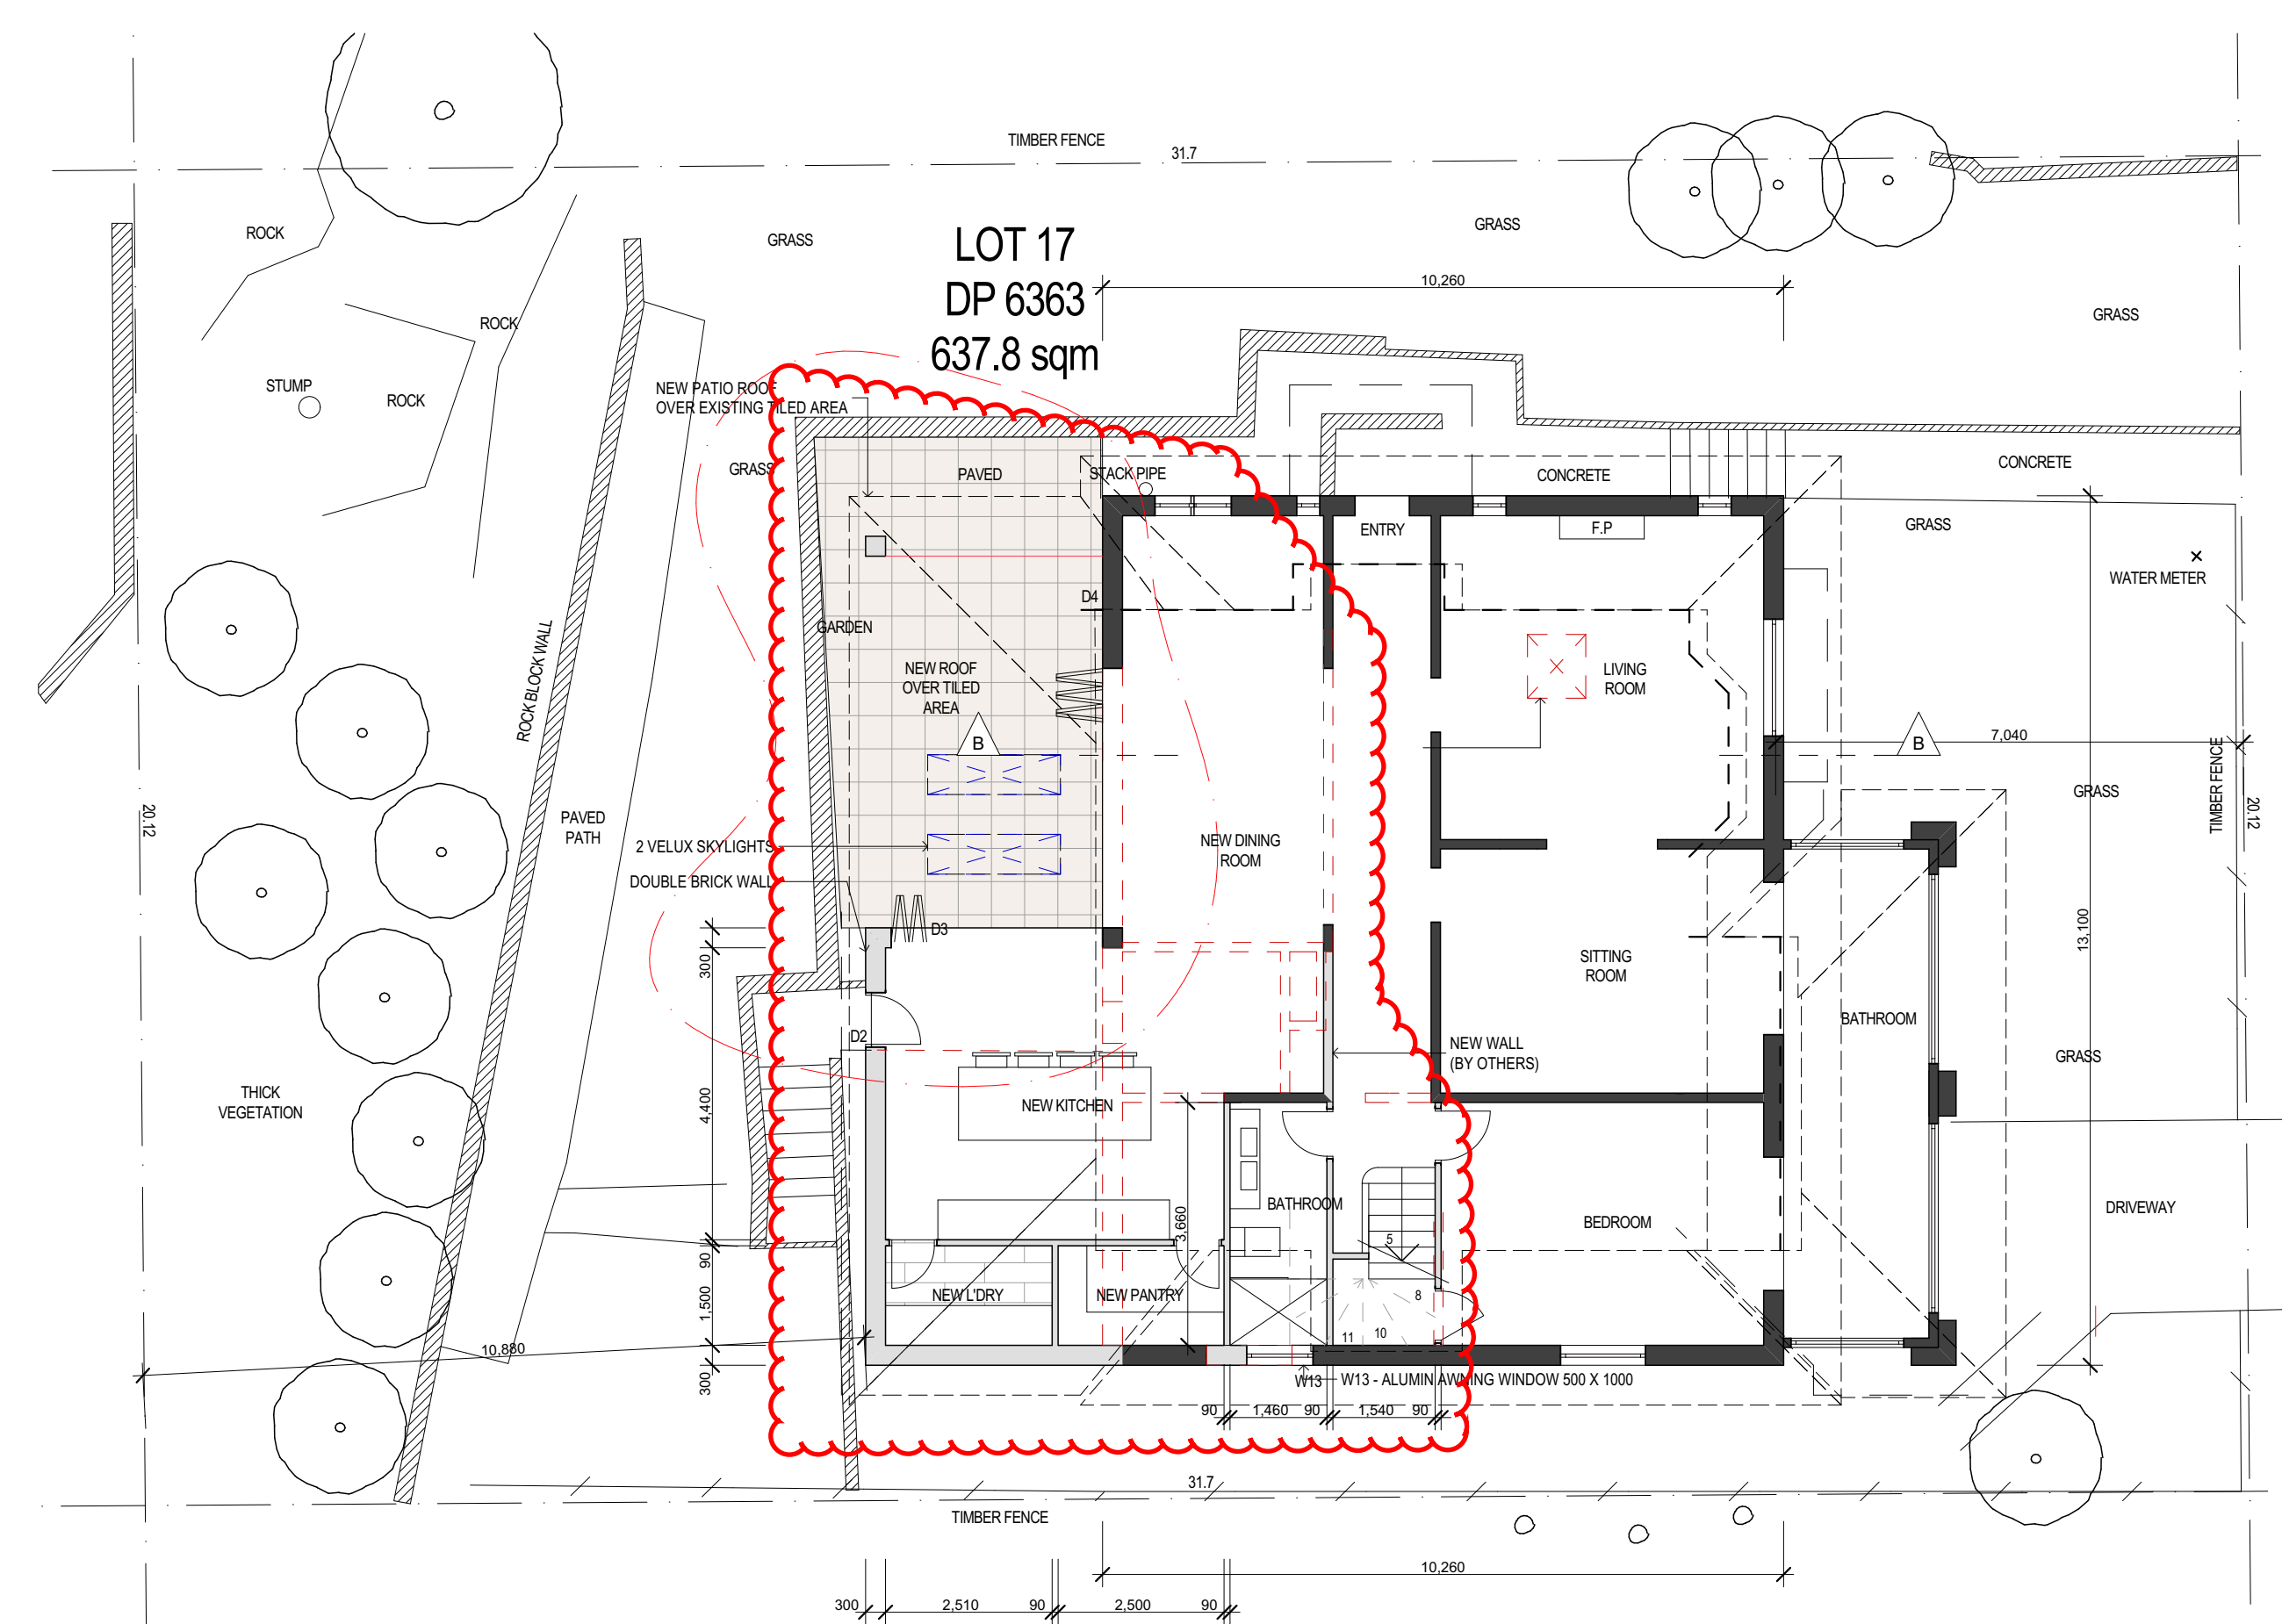 TIMBER FENCE
31.7
ROCK
GRASS
LOT 17
DP 6363
637.8 sqm
GRASS
10,260
GRASS
ROCK
STUMP
ROCK
NEW PATIO ROOF
OVER EXISTING TILED AREA
GRASS
PAVED
STACK PIPE
CONCRETE
CONCRETE
ENTRY
F.P
GRASS
WATER METER
D4
GARDEN
ROCK BLOCK WALL
NEW ROOF
OVER TILED
AREA
LIVING
ROOM
B
B
7,040
TIMBER FENCE
20.12
20.12
GRASS
PAVED
PATH
2 VELUX SKYLIGHTS
NEW DINING
ROOM
DOUBLE BRICK WALL
D3
300
13,100
SITTING
ROOM
BATHROOM
D2
NEW WALL
(BY OTHERS)
GRASS
THICK
VEGETATION
4,400
NEW KITCHEN
3,660
BATHROOM
BEDROOM
DRIVEWAY
5
90
1,500
NEW L'DRY
NEW PANTRY
8
11
10
10,880
300
W13
W13 - ALUMIN AWNING WINDOW 500 X 1000
90
1,460
90
1,540
90
31.7
TIMBER FENCE
10,260
300
2,510
90
2,500
90